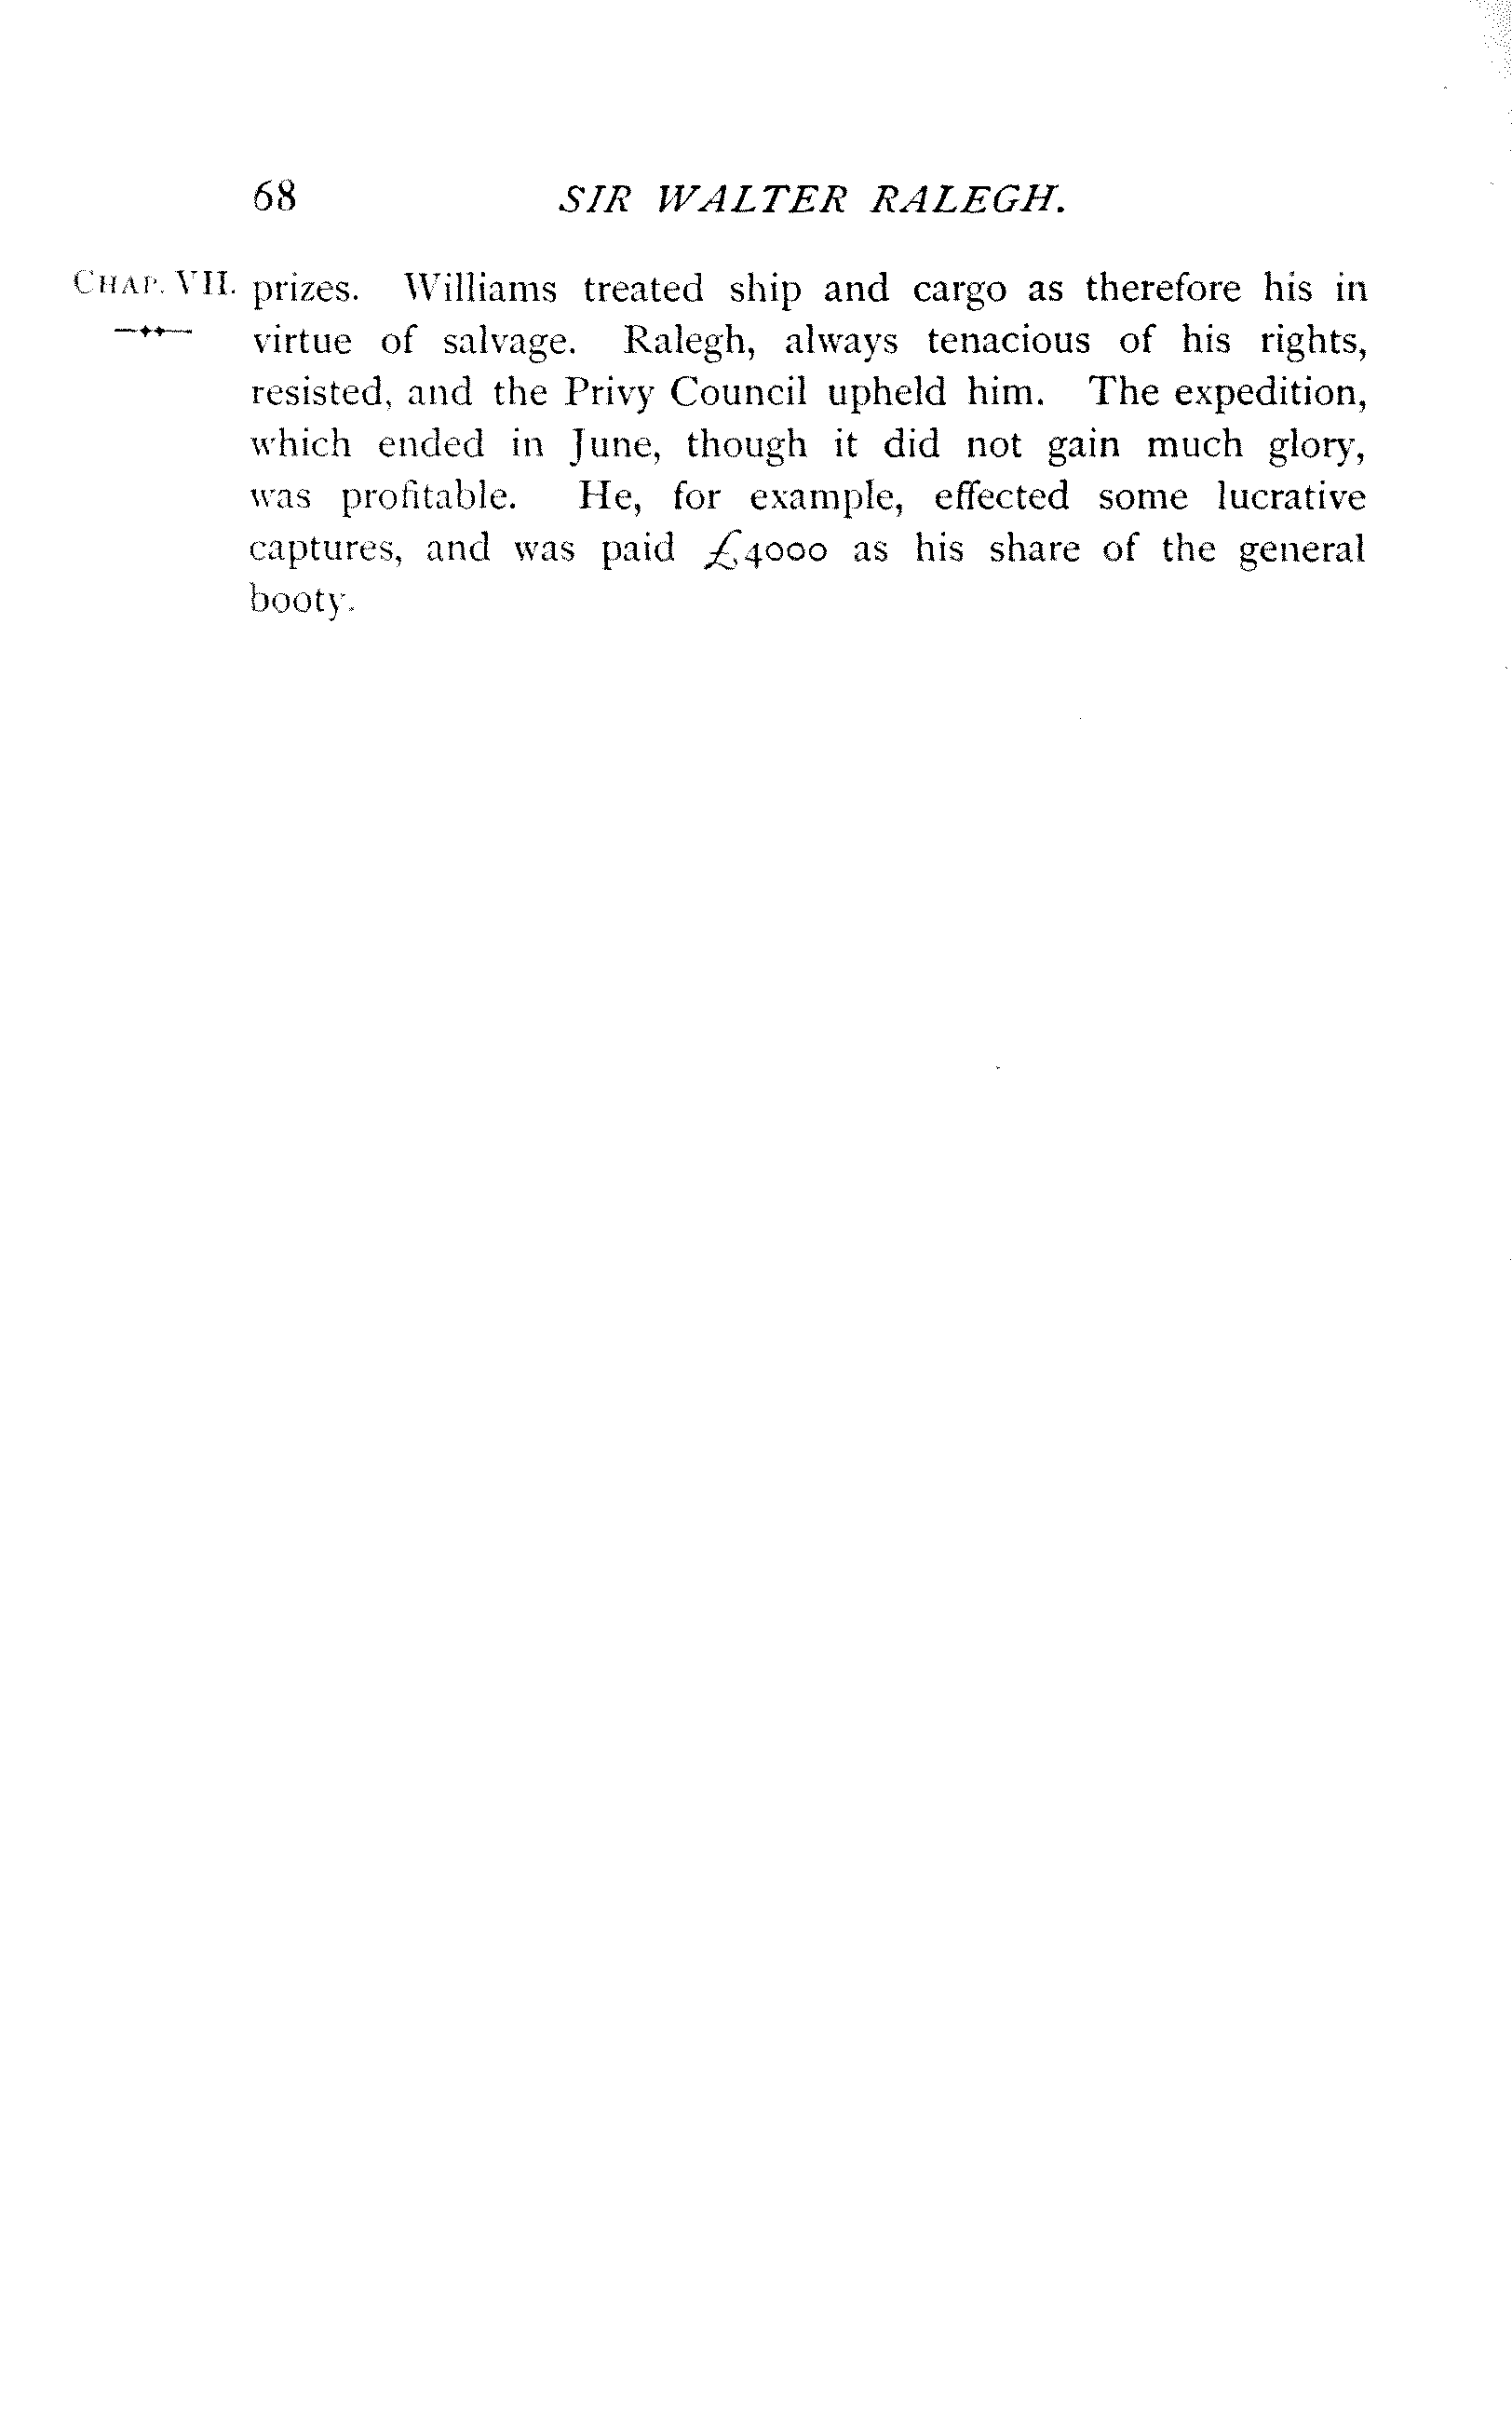 68 SIR WALTER RALEGH.
CHAP. VII. prizes. Williams treated ship and cargo as therefore his in
virtue of salvage. Ralegh, always tenacious of his rights,
resisted, and the Privy Council upheld him. The expedition,
which ended in June, though it did not gain much glory,
was profitable. He, for example, effected some lucrative
captures, and was paid £4000 as his share of the general
booty.